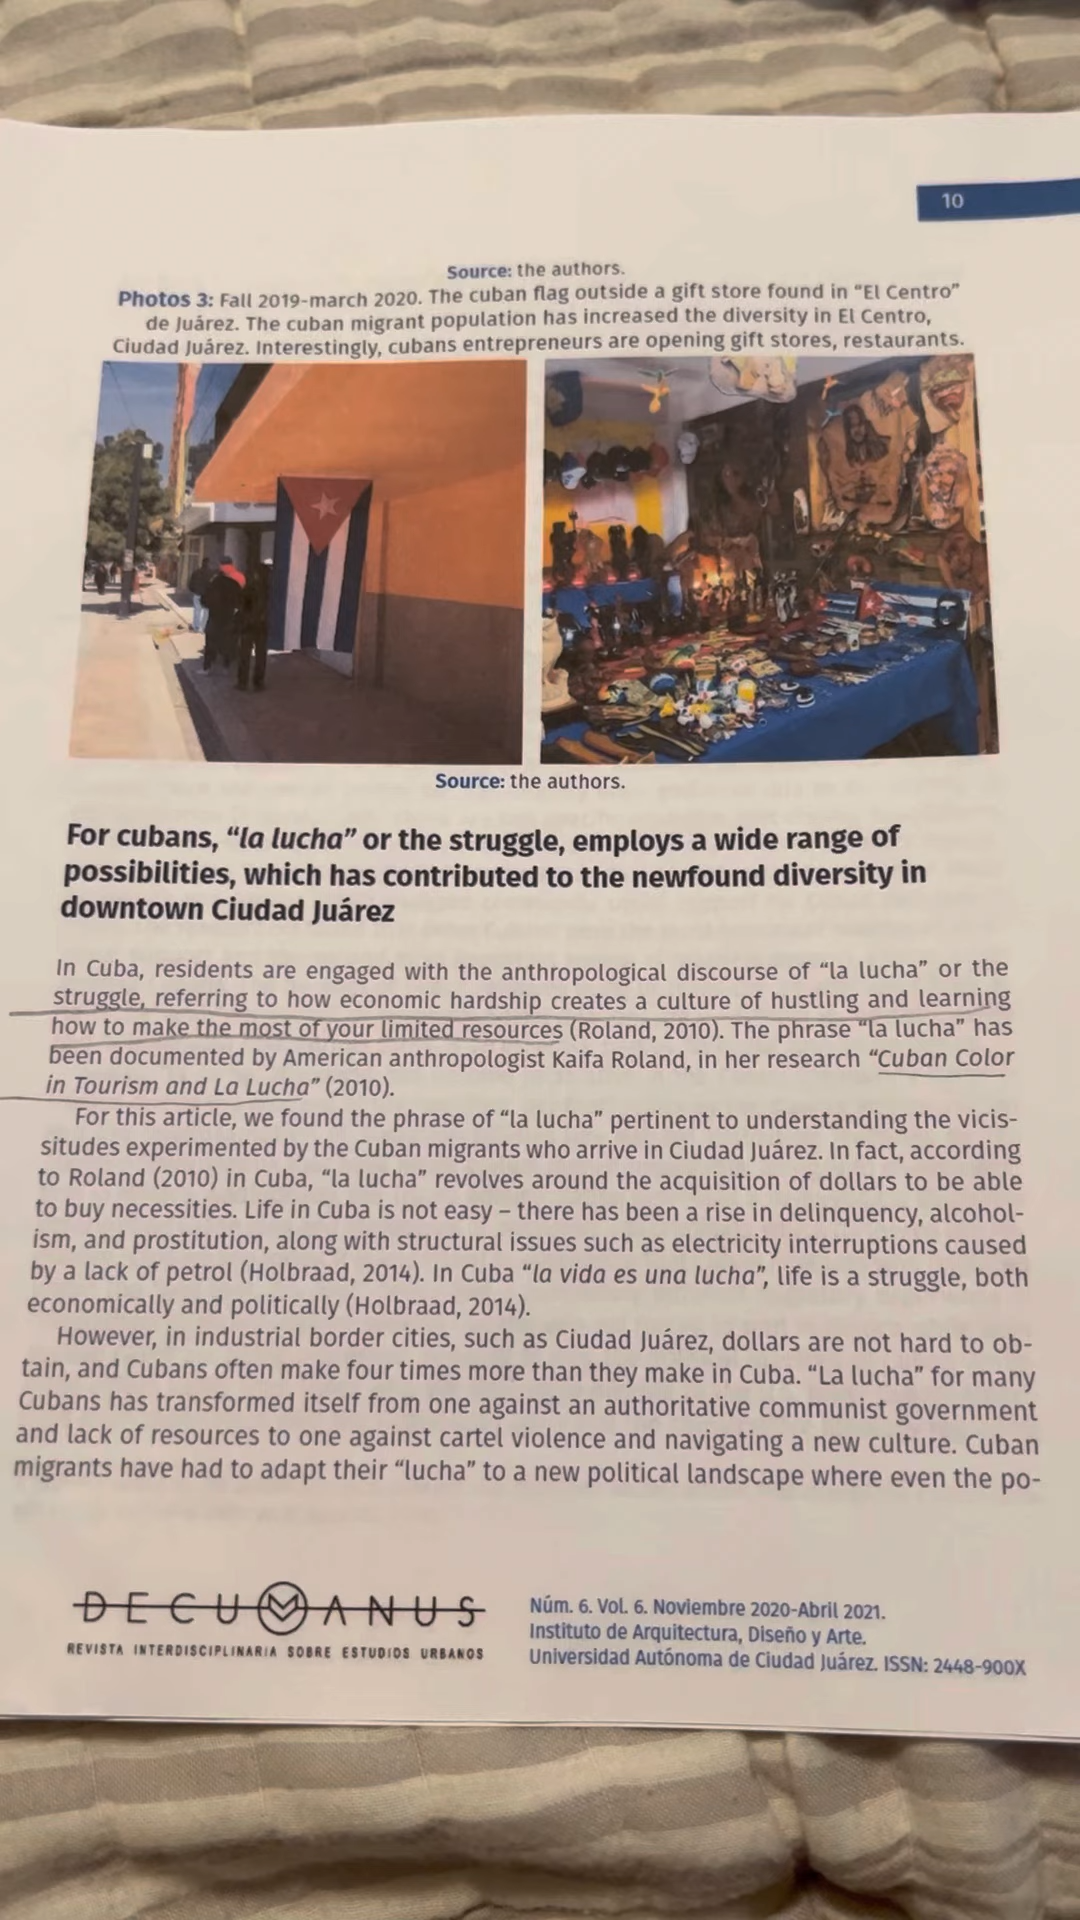 10
Source: the authors.
Photos 3: Fall 2019-march 2020. The cuban flag outside a gift store found in “El Centro”
de Juárez. The cuban migrant population has increased the diversity in El Centro,
Ciudad Juárez. Interestingly, cubans entrepreneurs are opening gift stores, restaurants.
Source: the authors.
For cubans, “la lucha” or the struggle, employs a wide range of
possibilities, which has contributed to the newfound diversity in
downtown Ciudad Juárez
In Cuba, residents are engaged with the anthropological discourse of “la lucha” or the
struggle, referring to how economic hardship creates a culture of hustling and learning
how to make the most of your limited resources (Roland, 2010). The phrase “la lucha” has
been documented by American anthropologist Kaifa Roland, in her research “Cuban Color
in Tourism and La Lucha” (2010).
For this article, we found the phrase of “la lucha” pertinent to understanding the vicis-
situdes experimented by the Cuban migrants who arrive in Ciudad Juárez. In fact, according
to Roland (2010) in Cuba, “la lucha” revolves around the acquisition of dollars to be able
to buy necessities. Life in Cuba is not easy – there has been a rise in delinquency, alcohol-
ism, and prostitution, along with structural issues such as electricity interruptions caused
by a lack of petrol (Holbraad, 2014). In Cuba “la vida es una lucha”, life is a struggle, both
economically and politically (Holbraad, 2014).
However, in industrial border cities, such as Ciudad Juárez, dollars are not hard to ob-
tain, and Cubans often make four times more than they make in Cuba. “La lucha” for many
Cubans has transformed itself from one against an authoritative communist government
and lack of resources to one against cartel violence and navigating a new culture. Cuban
migrants have had to adapt their “lucha” to a new political landscape where even the po-
DECUMANUS
REVISTA INTERDISCIPLINARIA SOBRE ESTUDIOS URBANOS
Núm. 6. Vol. 6. Noviembre 2020-Abril 2021.
Instituto de Arquitectura, Diseño y Arte.
Universidad Autónoma de Ciudad Juárez. ISSN: 2448-900X